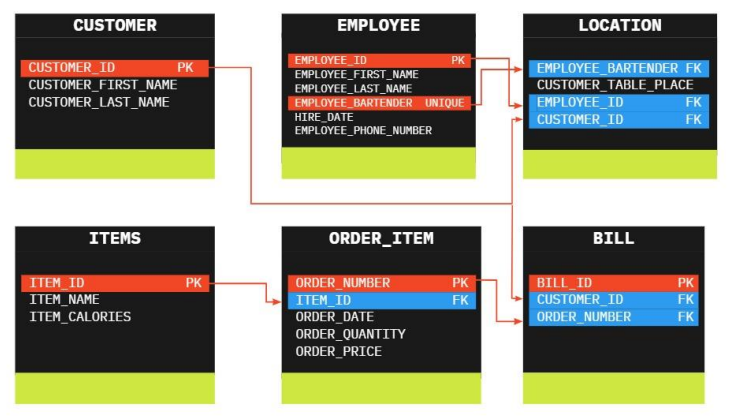 CUSTOMER
CUSTOMER_ID PK
CUSTOMER_FIRST_NAME
CUSTOMER_LAST_NAME
EMPLOYEE
EMPLOYEE_ID PK
EMPLOYEE_FIRST_NAME
EMPLOYEE_LAST_NAME
EMPLOYEE_BARTENDER UNIQUE
HIRE_DATE
EMPLOYEE_PHONE_NUMBER
LOCATION
EMPLOYEE_BARTENDER FK
CUSTOMER_TABLE_PLACE
EMPLOYEE_ID FK
CUSTOMER_ID FK
ITEMS
ITEM_ID PK
ITEM_NAME
ITEM_CALORIES
ORDER_ITEM
ORDER_NUMBER PK
ITEM_ID FK
ORDER_DATE
ORDER_QUANTITY
ORDER_PRICE
BILL
BILL_ID PK
CUSTOMER_ID FK
ORDER_NUMBER FK